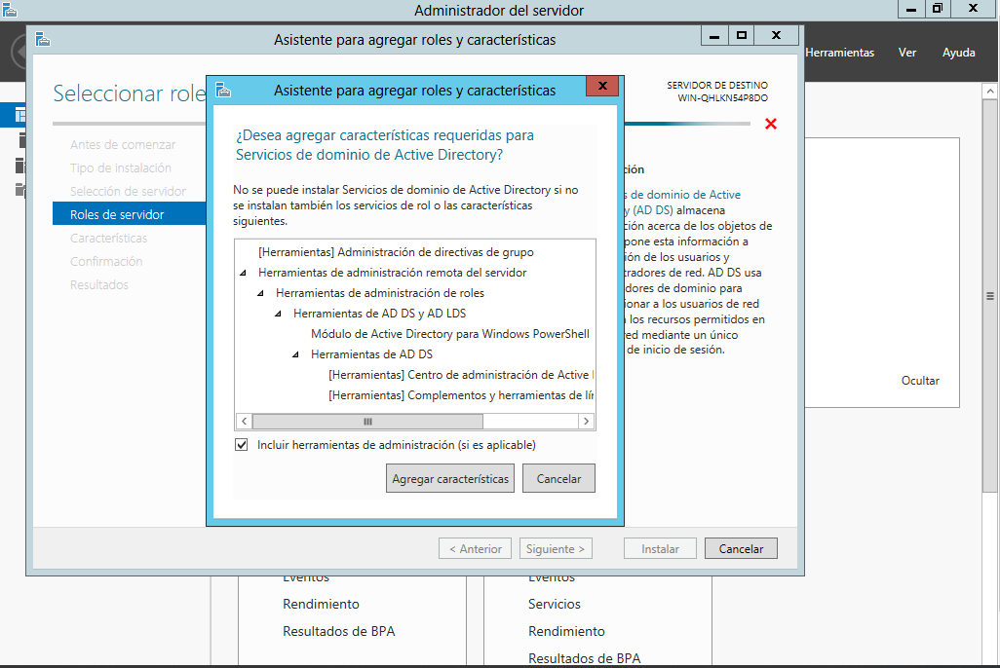 Administrador del servidor
Herramientas Ver Ayuda
Asistente para agregar roles y características
Seleccionar role
SERVIDOR DE DESTINO
WIN-QHLKN54P8DO
Antes de comenzar
Tipo de instalación
Selección de servidor
Roles de servidor
Características
Confirmación
Resultados
Asistente para agregar roles y características
¿Desea agregar características requeridas para
Servicios de dominio de Active Directory?
No se puede instalar Servicios de dominio de Active Directory si no
se instalan también los servicios de rol o las características
siguientes.
[Herramientas] Administración de directivas de grupo
Herramientas de administración remota del servidor
Herramientas de administración de roles
Herramientas de AD DS y AD LDS
Módulo de Active Directory para Windows PowerShell
Herramientas de AD DS
[Herramientas] Centro de administración de Active
[Herramientas] Complementos y herramientas de
Incluir herramientas de administración (si es aplicable)
Agregar características
Cancelar
ción
s de dominio de Active
y (AD DS) almacena
ción acerca de los objetos de
pone esta información a
ión de los usuarios y
tradores de red. AD DS usa
adores de dominio para
ionar a los usuarios de red
los recursos permitidos en
red mediante un único
de inicio de sesión.
Ocultar
< Anterior
Siguiente >
Instalar
Cancelar
Eventos
Rendimiento
Resultados de BPA
Eventos
Servicios
Rendimiento
Resultados de BPA